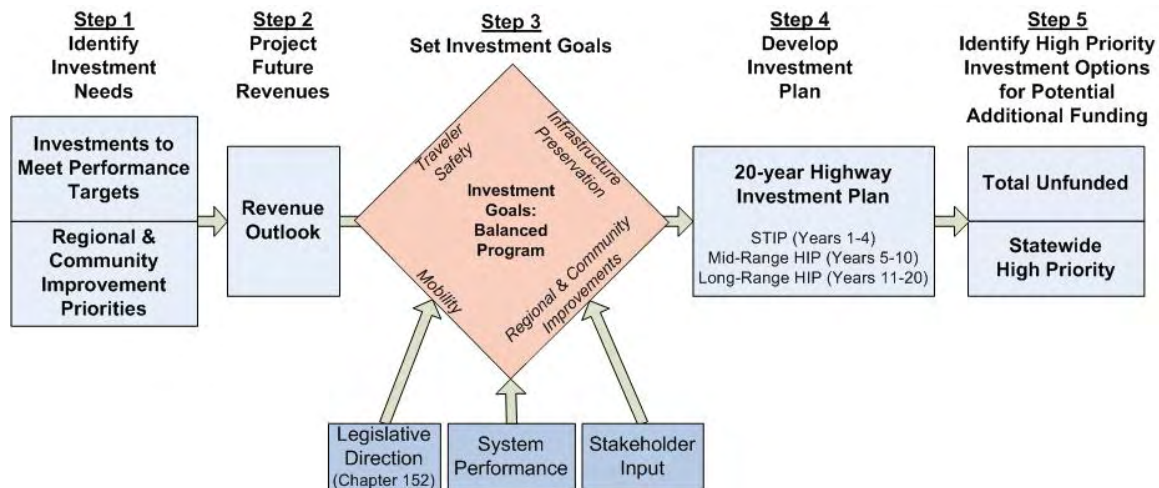 Step 1
Identify
Investment
Needs
Investments to
Meet Performance
Targets
Regional &
Community
Improvement
Priorities
Step 2
Project
Future
Revenues
Revenue
Outlook
Step 3
Set Investment Goals
Traveler
Safety
Infrastructure
Preservation
Investment
Goals:
Balanced
Program
Mobility
Regional & Community
Improvements
Legislative
Direction
(Chapter 152)
System
Performance
Stakeholder
Input
Step 4
Develop
Investment
Plan
20-year Highway
Investment Plan
STIP (Years 1-4)
Mid-Range HIP (Years 5-10)
Long-Range HIP (Years 11-20)
Step 5
Identify High Priority
Investment Options
for Potential
Additional Funding
Total Unfunded
Statewide
High Priority